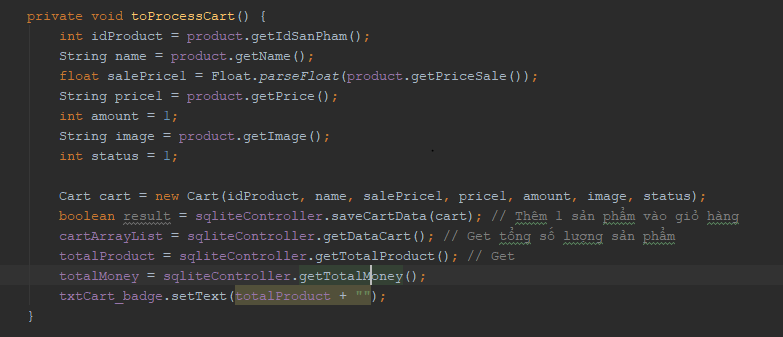 private void toProcessCart() {
int idProduct = product.getIdSanPham();
String name = product.getName();
float salePrice1 = Float.parseFloat(product.getPriceSale());
String price1 = product.getPrice();
int amount = 1;
String image = product.getImage();
int status = 1;
Cart cart = new Cart(idProduct, name, salePrice1, price1, amount, image, status);
boolean result = sqliteController.saveCartData(cart); // Thêm 1 sản phẩm vào giỏ hàng
cartArrayList = sqliteController.getDataCart(); // Get tổng số lượng sản phẩm
totalProduct = sqliteController.getTotalProduct(); // Get
totalMoney = sqliteController.getTotalMoney();
txtCart_badge.setText(totalProduct + "");
}